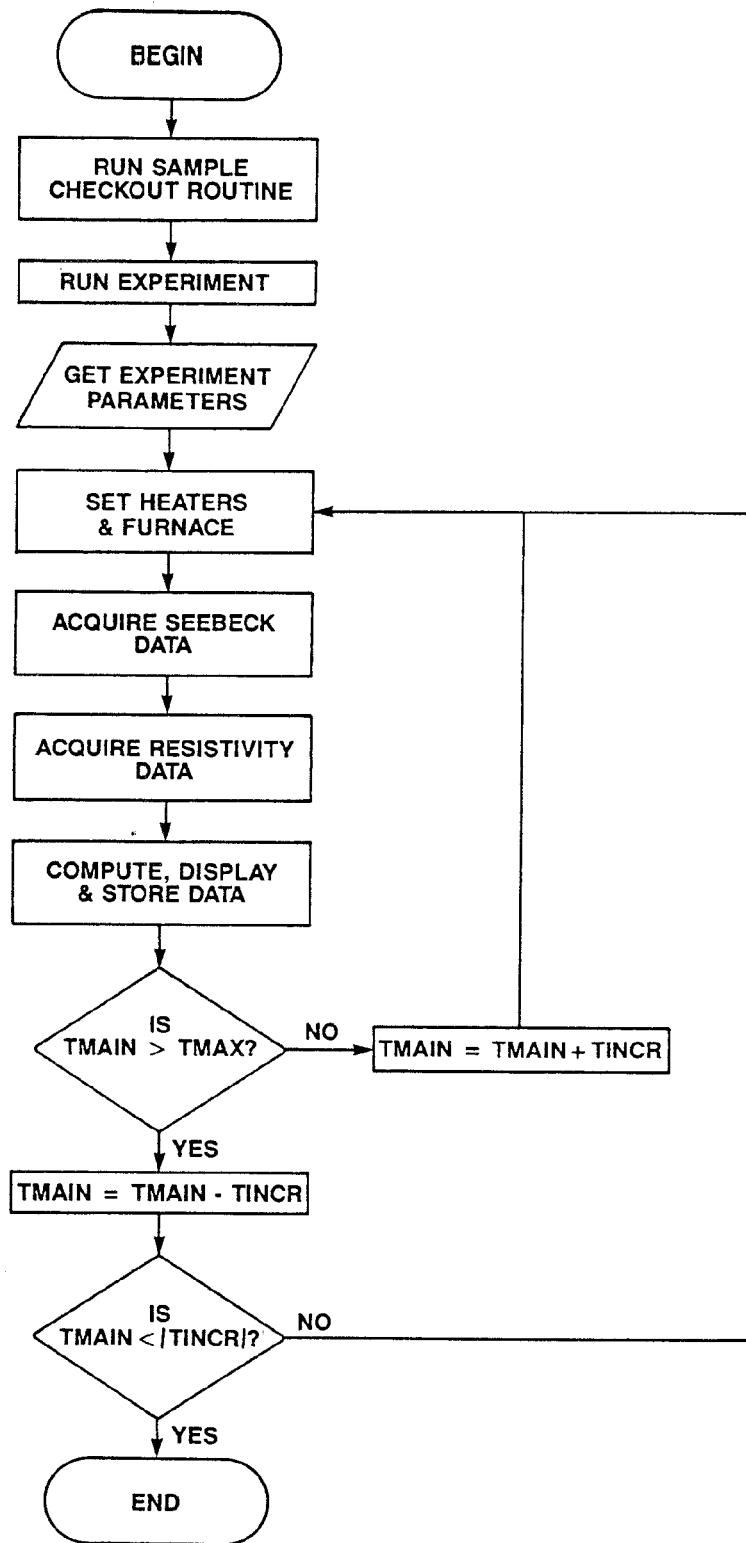 BEGIN
RUN SAMPLE
CHECKOUT ROUTINE
RUN EXPERIMENT
GET EXPERIMENT
PARAMETERS
SET HEATERS
& FURNACE
ACQUIRE SEEBECK
DATA
ACQUIRE RESISTIVITY
DATA
COMPUTE, DISPLAY
& STORE DATA
IS
TMAIN > TMAX?
NO
TMAIN = TMAIN + TINCR
YES
TMAIN = TMAIN - TINCR
IS
TMAIN < |TINCR|?
NO
YES
END